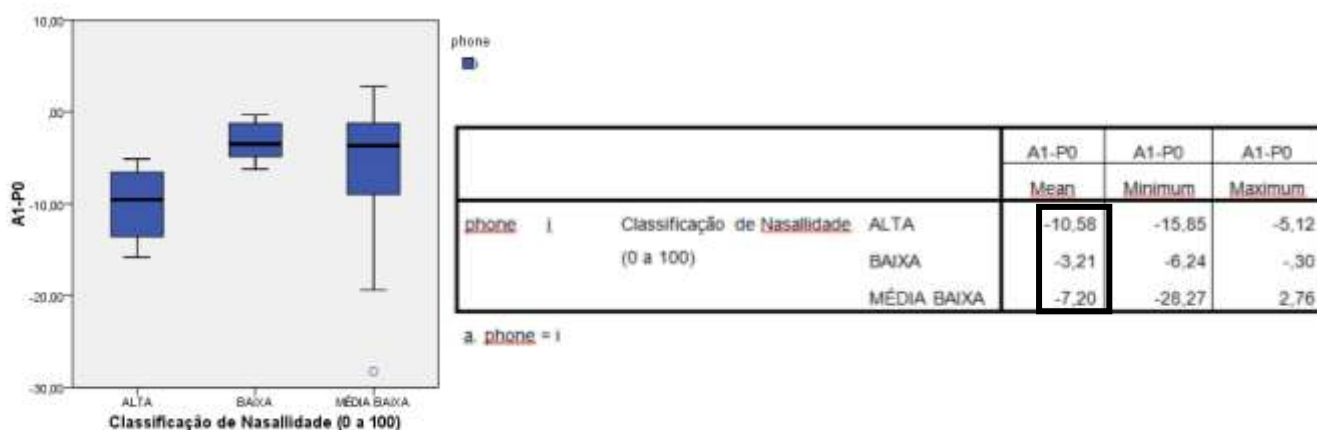 10,00
,00
-10,00
-20,00
-30,00
A1-P0
ALTA BAIXA MÉDIA BAIXA
Classificação de Nasallidade (0 a 100)
phone
A1-P0 A1-P0 A1-P0
Mean Minimum Maximum
phone i Classificação de Nasallidade ALTA -10,58 -15,85 -5,12
(0 a 100) BAIXA -3,21 -6,24 -,30
MÉDIA BAIXA -7,20 -28,27 2,76
a. phone = i